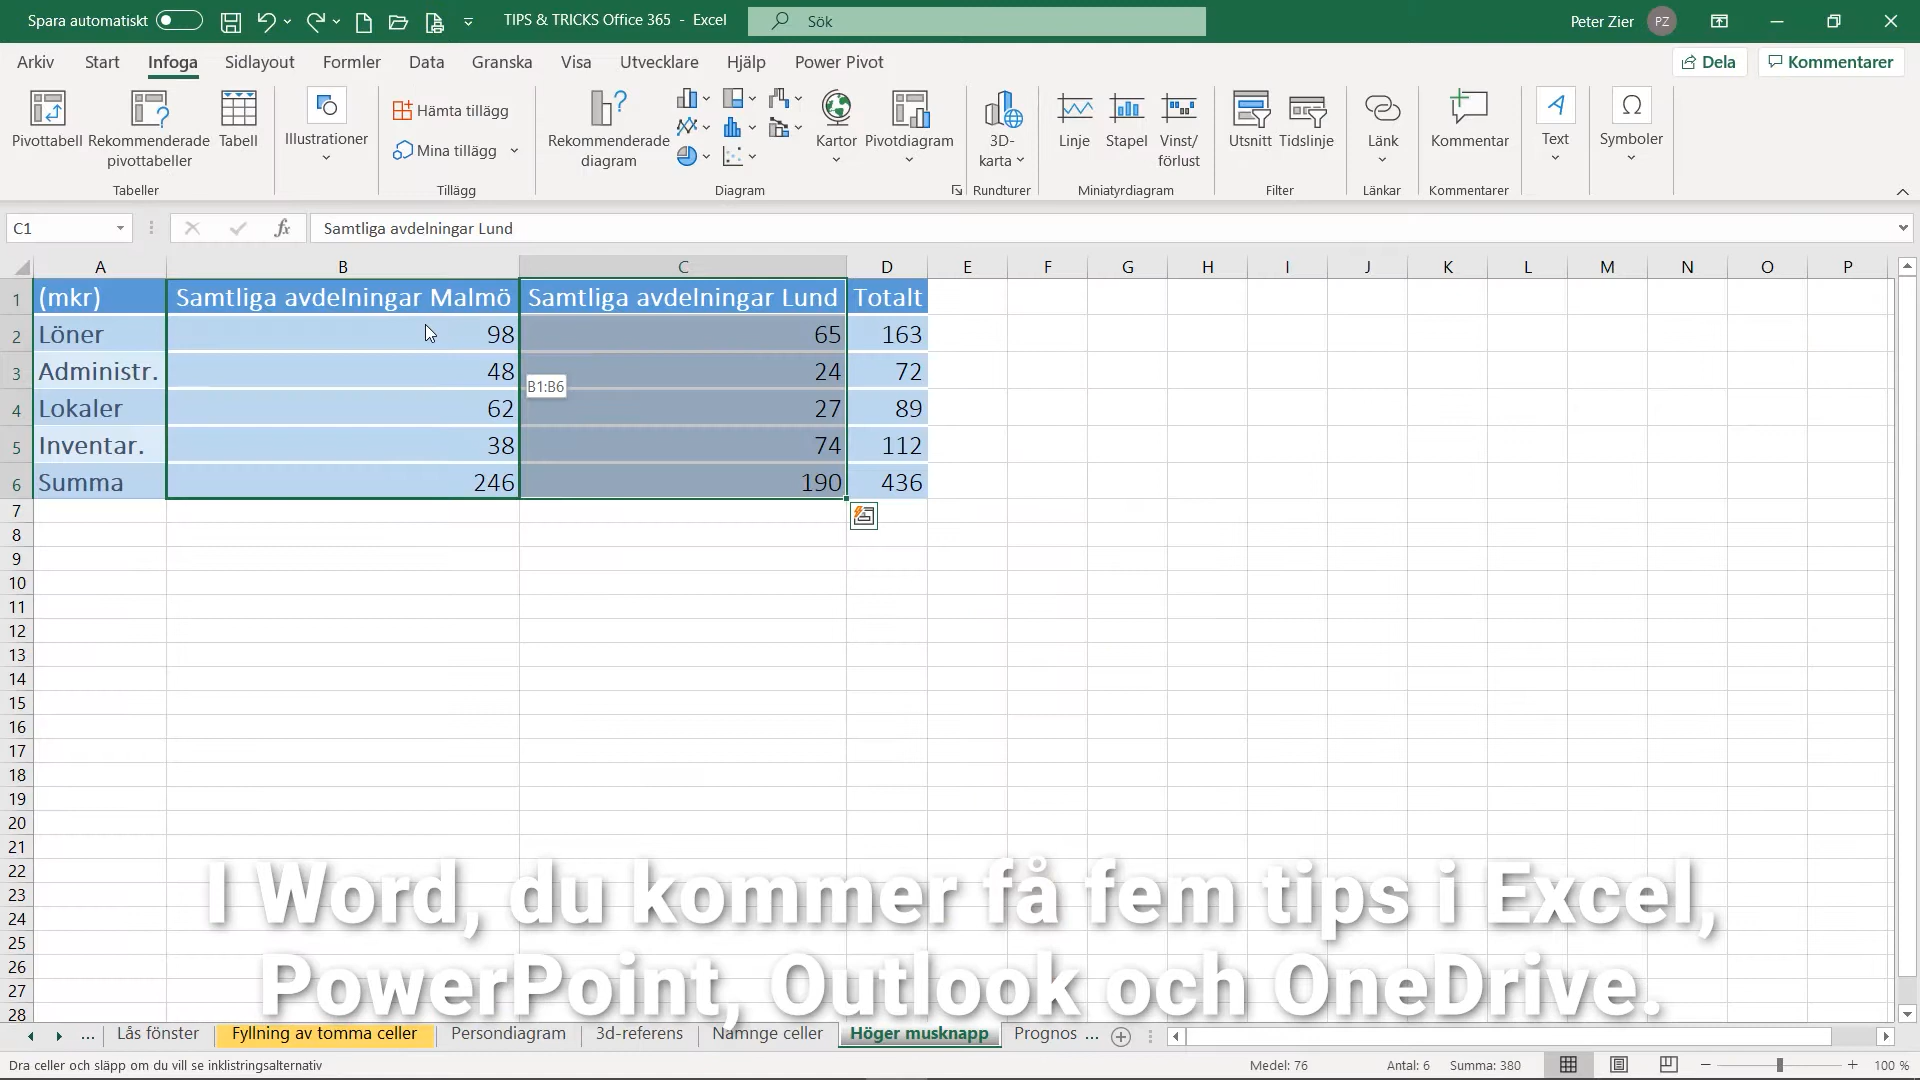 Spara automatiskt
TIPS & TRICKS Office 365 - Excel
Sök
Peter Zier
PZ
Arkiv Start Infoga Sidlayout Formler Data Granska Visa Utvecklare Hjälp Power Pivot
Dela
Kommentarer
Pivottabell
Rekommenderade pivottabeller
Tabell
Tabeller
Illustrationer
Hämta tillägg
Mina tillägg
Tillägg
Rekommenderade diagram
Kartor
Pivotdiagram
Diagram
3D-karta
Rundturer
Linje
Stapel
Vinst/förlust
Miniatyrdiagram
Utsnitt
Tidslinje
Filter
Länk
Länkar
Kommentar
Kommentarer
Text
Symboler
C1
fx
Samtliga avdelningar Lund
A B C D E F G H I J K L M N O P
1 (mkr) Samtliga avdelningar Malmö Samtliga avdelningar Lund Totalt
2 Löner 98 65 163
3 Administr. 48 24 72
4 Lokaler 62 27 89
5 Inventar. 38 74 112
6 Summa 246 190 436
B1:B6
7
8
9
10
11
12
13
14
15
16
17
18
19
20
21
22
23
24
25
26
27
28
I Word, du kommer få fem tips i Excel,
PowerPoint, Outlook och OneDrive.
... Lås fönster Fyllning av tomma celler Persondiagram 3d-referens Namnge celler Höger musknapp Prognos ...
Dra celler och släpp om du vill se inklistringsalternativ
Medel: 76 Antal: 6 Summa: 380
100 %